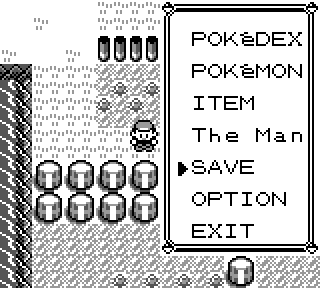 POKéDEX
POKéMON
ITEM
The Man
SAVE
OPTION
EXIT